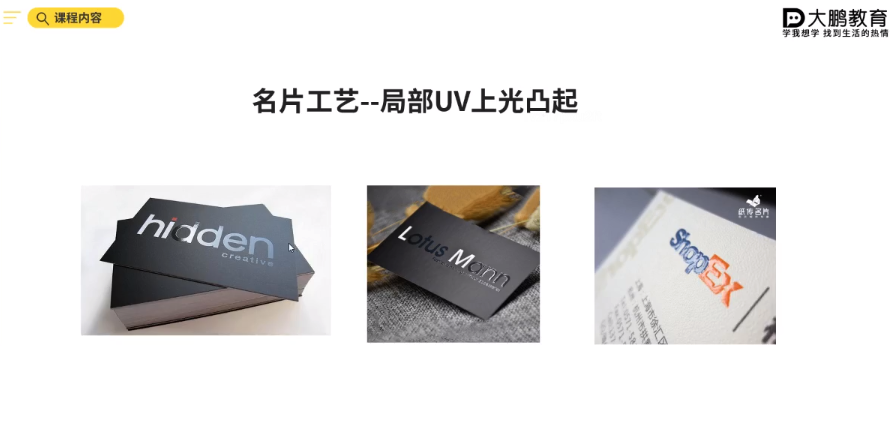 课程内容
大鹏教育
学我想学 找到生活的热情
名片工艺--局部UV上光凸起
hidden
creative
Lotus Mann
纸傅名片
ShopEX